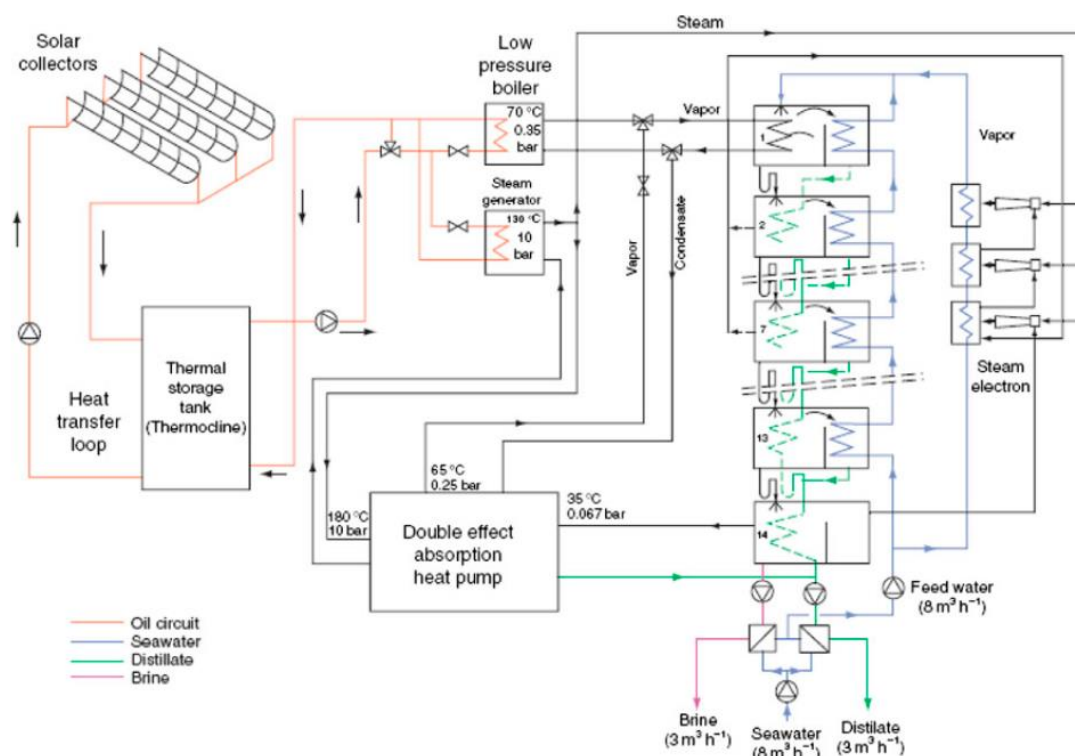 Solar
collectors
Low
pressure
boiler
Steam
70 °C
0.35
bar
Vapor
1
Vapor
Steam
generator
130 °C
10
bar
2
Vapor
Condensate
7
Thermal
storage
tank
(Thermocline)
Heat
transfer
loop
Steam
electron
13
65 °C
0.25 bar
35 °C
0.067 bar
180 °C
10 bar
Double effect
absorption
heat pump
14
Feed water
(8 m³ h⁻¹)
Oil circuit
Seawater
Distillate
Brine
Brine
(3 m³ h⁻¹)
Seawater
(8 m³ h⁻¹)
Distilate
(3 m³ h⁻¹)